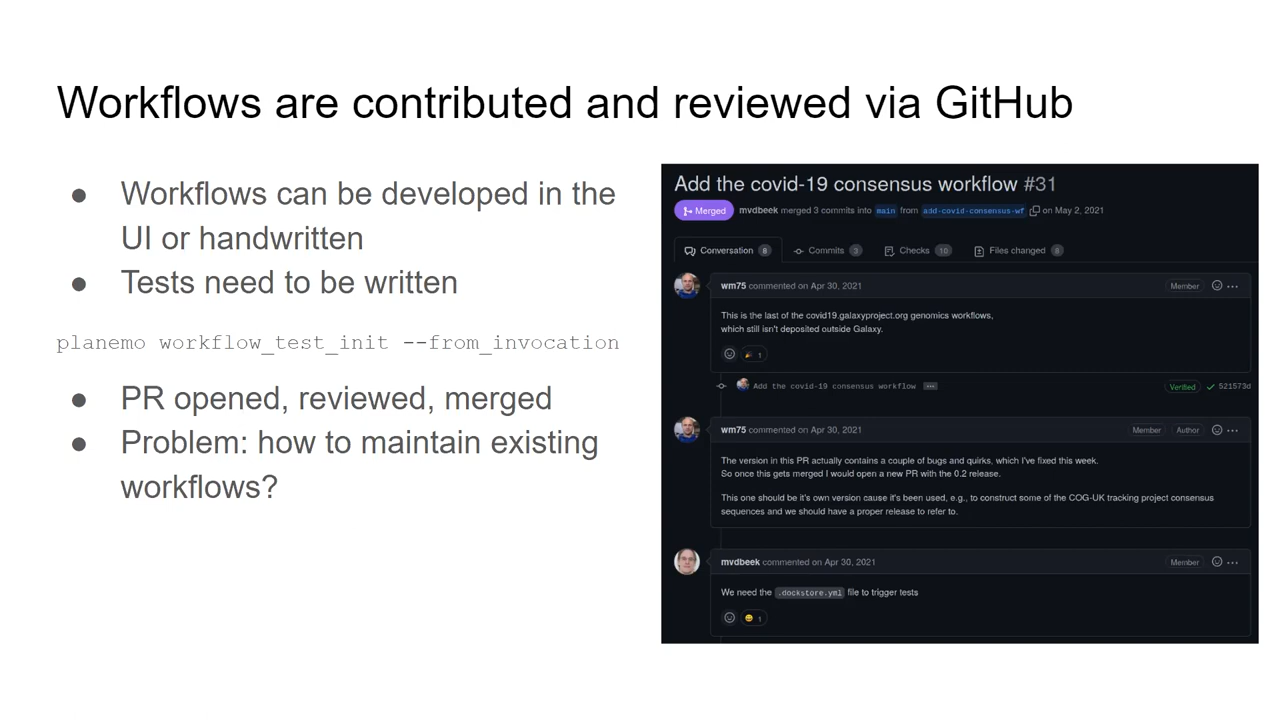 Workflows are contributed and reviewed via GitHub
● Workflows can be developed in the
UI or handwritten
● Tests need to be written
planemo workflow_test_init --from_invocation
● PR opened, reviewed, merged
● Problem: how to maintain existing
workflows?
Add the covid-19 consensus workflow #31
Merged mvdbeek merged 3 commits into main from add-covid-consensus-wf on May 2, 2021
Conversation 8 Commits 3 Checks 10 Files changed 8
wm75 commented on Apr 30, 2021 Member ...
This is the last of the covid19.galaxyproject.org genomics workflows,
which still isn't deposited outside Galaxy.
1
Add the covid-19 consensus workflow ... Verified 521573d
wm75 commented on Apr 30, 2021 Member Author ...
The version in this PR actually contains a couple of bugs and quirks, which I've fixed this week.
So once this gets merged I would open a new PR with the 0.2 release.
This one should be it's own version cause it's been used, e.g., to construct some of the COG-UK tracking project consensus
sequences and we should have a proper release to refer to.
mvdbeek commented on Apr 30, 2021 Member ...
We need the .dockstore.yml file to trigger tests
1